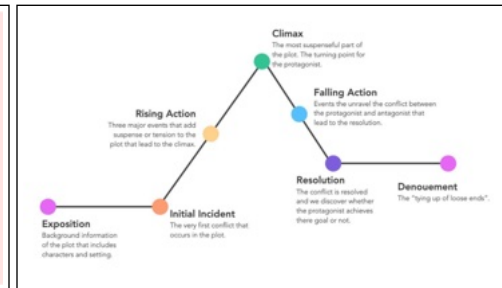 Climax
The most suspenseful part of
the plot. The turning point for
the protagonist.
Falling Action
Events the unravel the conflict between
the protagonist and antagonist that
lead to the resolution.
Rising Action
Three major events that add
suspense or tension to the
plot that lead to the climax.
Resolution
The conflict is resolved
and we discover whether
the protagonist achieves
there goal or not.
Denouement
The "tying up of loose ends".
Initial Incident
The very first conflict that
occurs in the plot.
Exposition
Background information
of the plot that includes
characters and setting.